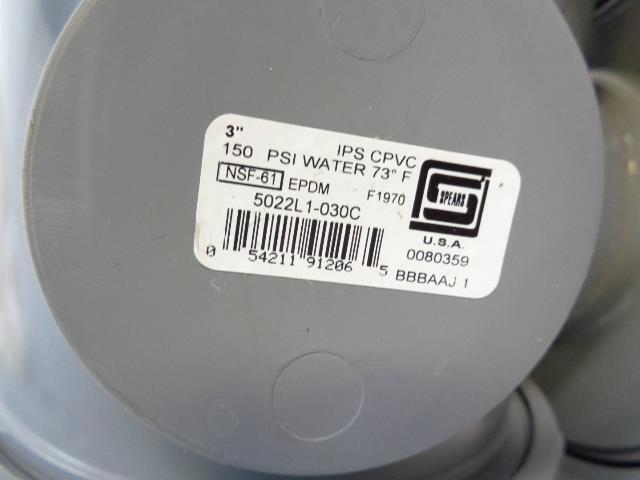 3" IPS CPVC
150 PSI WATER 73° F
NSF-61 EPDM F1970
5022L1-030C
SPEARS
U.S.A.
0080359
0 54211 91206 5 BBBAAJ 1